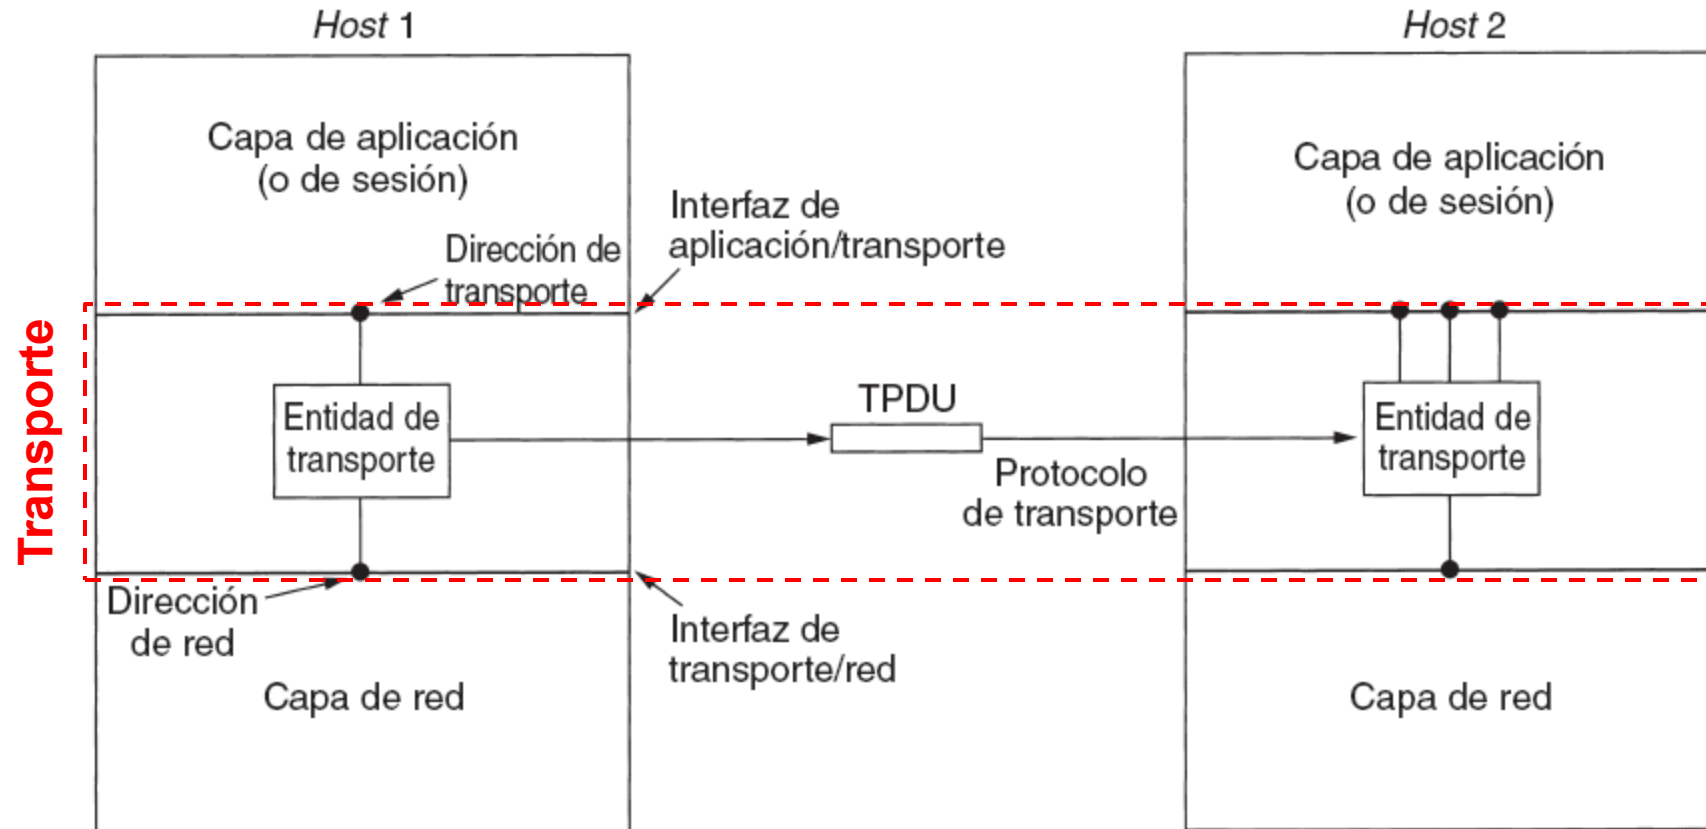 Host 1
Host 2
Capa de aplicación
(o de sesión)
Capa de aplicación
(o de sesión)
Interfaz de
aplicación/transporte
Dirección de
transporte
Transporte
Entidad de
transporte
TPDU
Protocolo
de transporte
Entidad de
transporte
Dirección
de red
Interfaz de
transporte/red
Capa de red
Capa de red